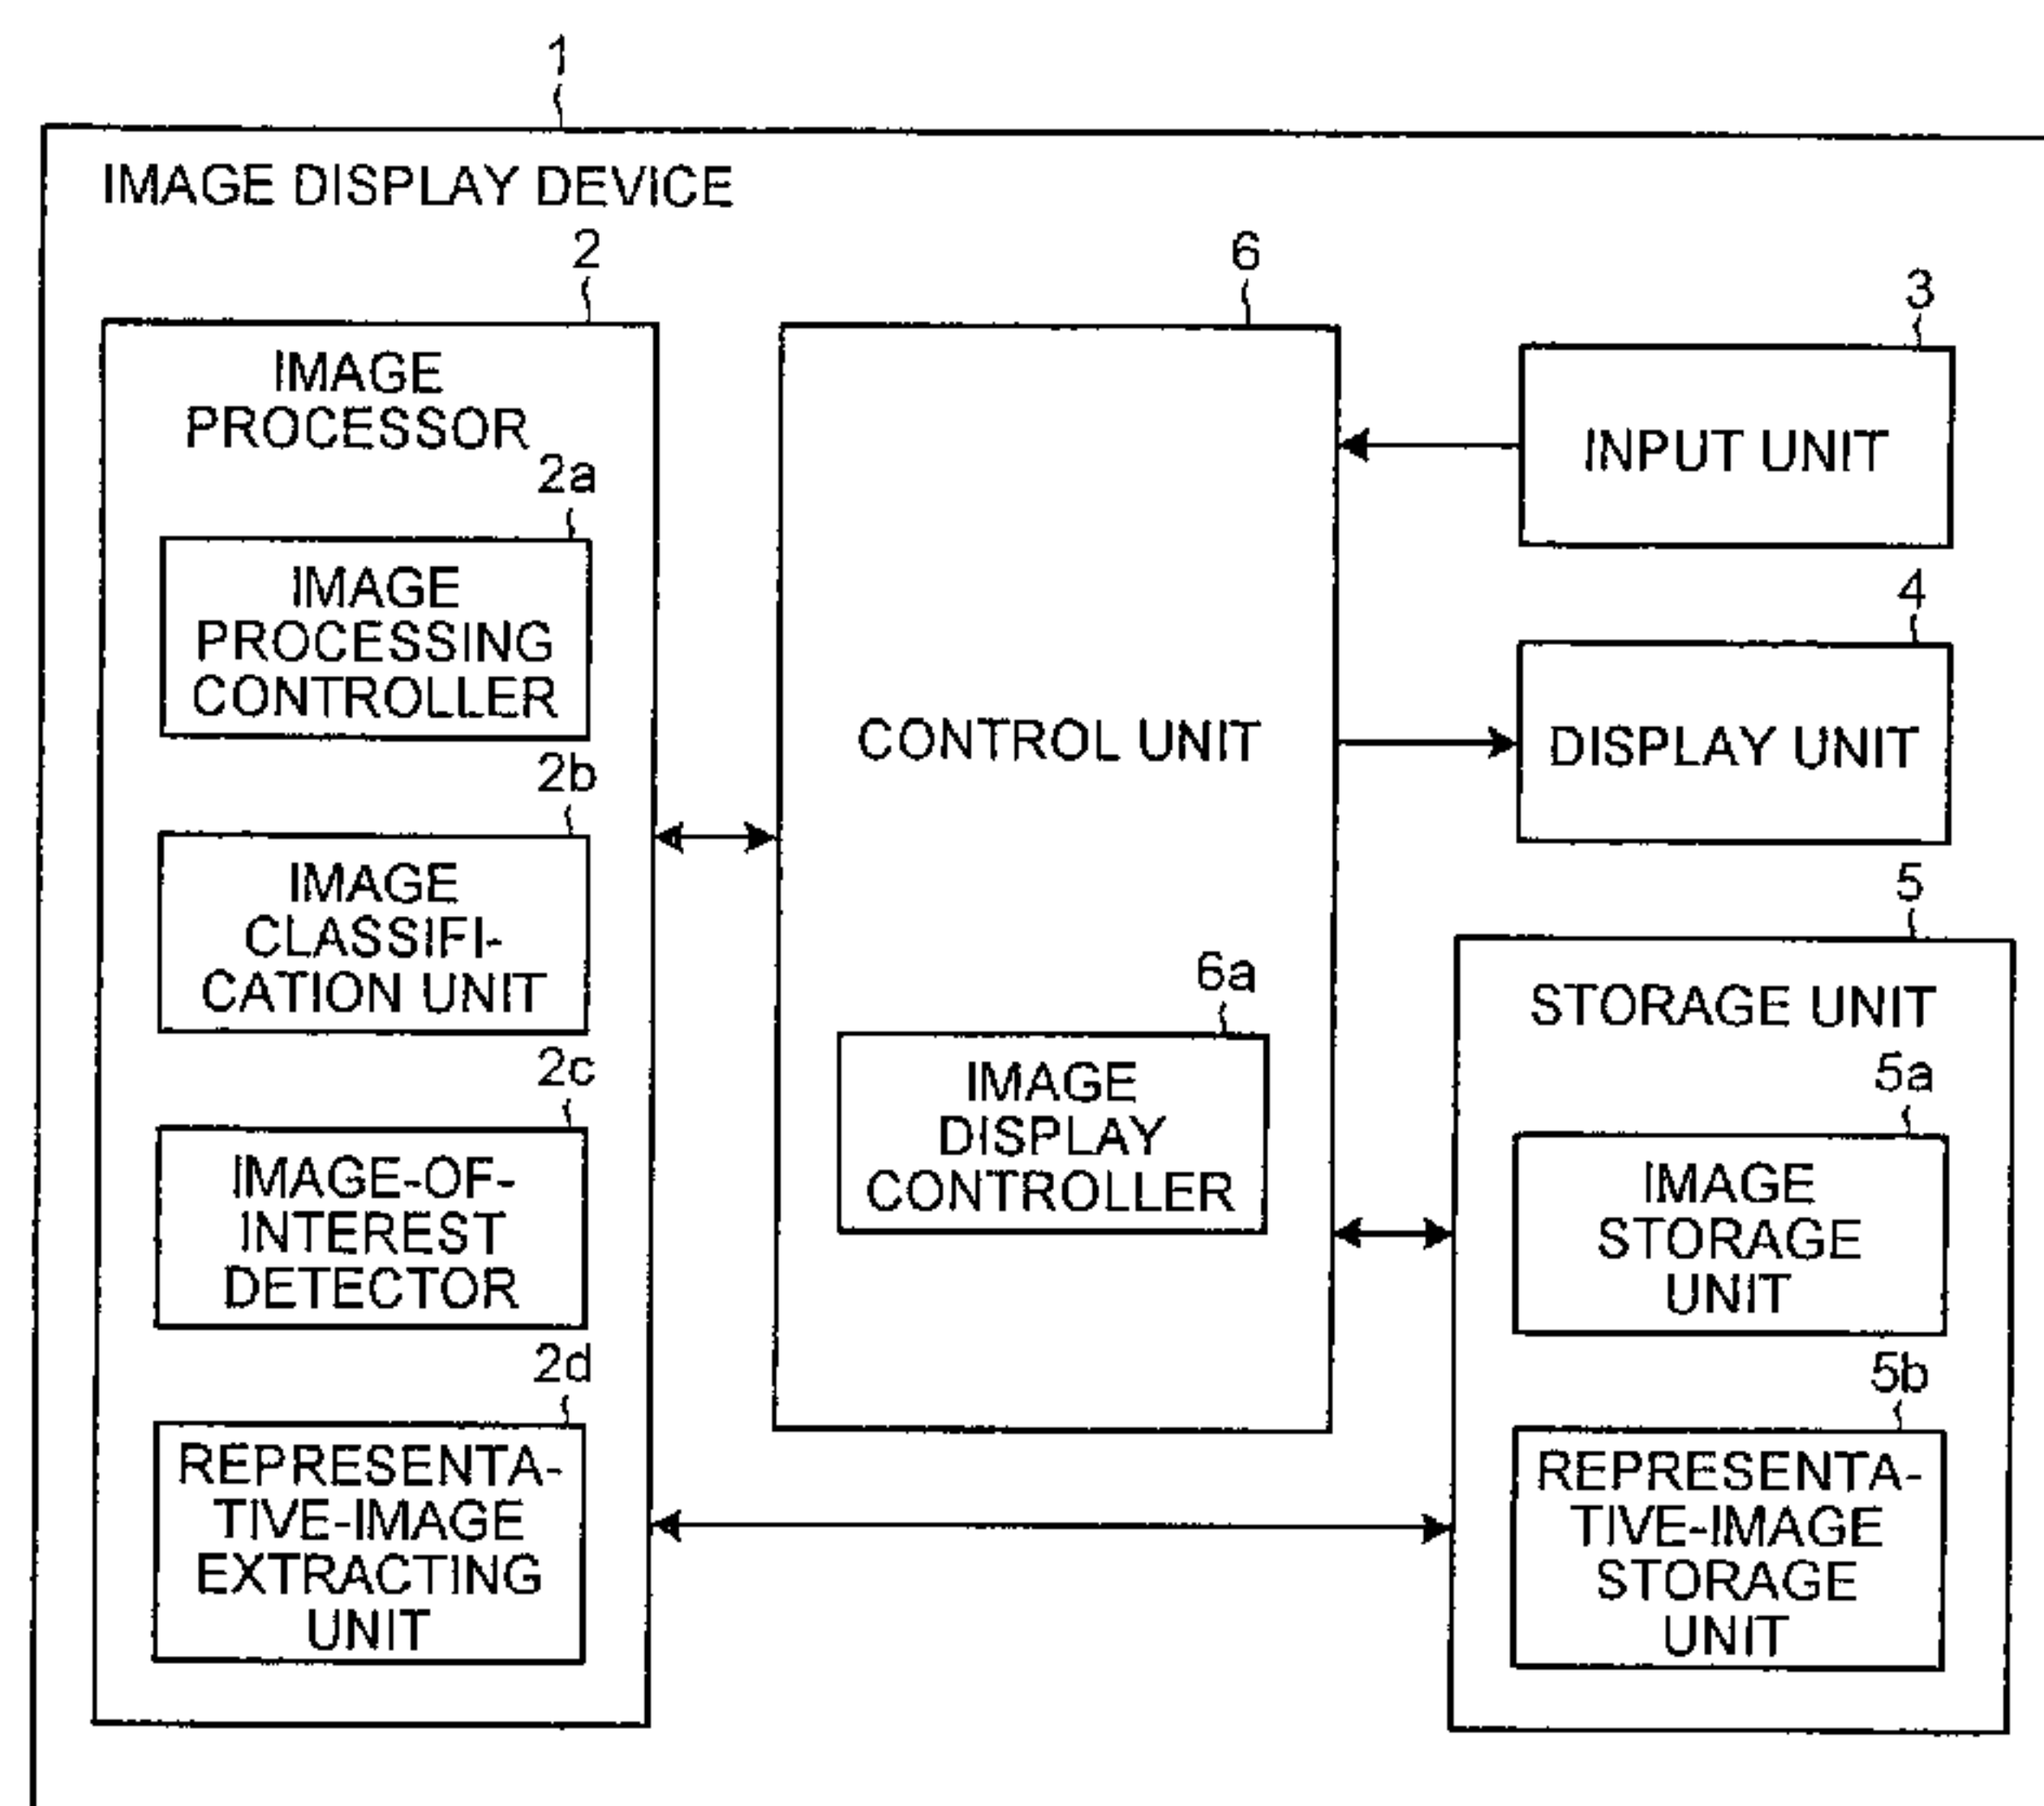 1
IMAGE DISPLAY DEVICE
2
IMAGE
PROCESSOR
2a
IMAGE
PROCESSING
CONTROLLER
2b
IMAGE
CLASSIFI-
CATION UNIT
2c
IMAGE-OF-
INTEREST
DETECTOR
2d
REPRESENTA-
TIVE-IMAGE
EXTRACTING
UNIT
6
CONTROL UNIT
6a
IMAGE
DISPLAY
CONTROLLER
3
INPUT UNIT
4
DISPLAY UNIT
5
STORAGE UNIT
5a
IMAGE
STORAGE
UNIT
5b
REPRESENTA-
TIVE-IMAGE
STORAGE
UNIT